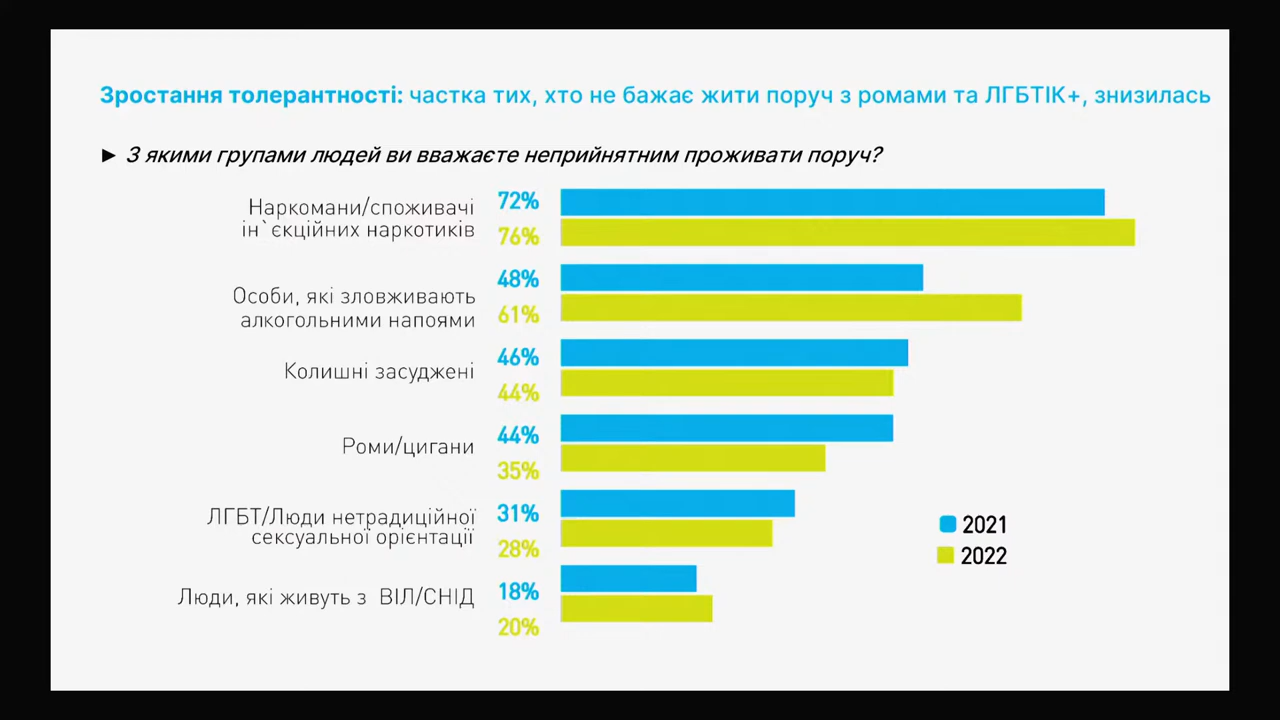 Зростання толерантності: частка тих, хто не бажає жити поруч з ромами та ЛГБТІК+, знизилась
► З якими групами людей ви вважаєте неприйнятним проживати поруч?
Наркомани/споживачі
ін`єкційних наркотиків
72%
76%
Особи, які зловживають
алкогольними напоями
48%
61%
Колишні засуджені
46%
44%
Роми/цигани
44%
35%
ЛГБТ/Люди нетрадиційної
сексуальної орієнтації
31%
28%
Люди, які живуть з ВІЛ/СНІД
18%
20%
2021
2022